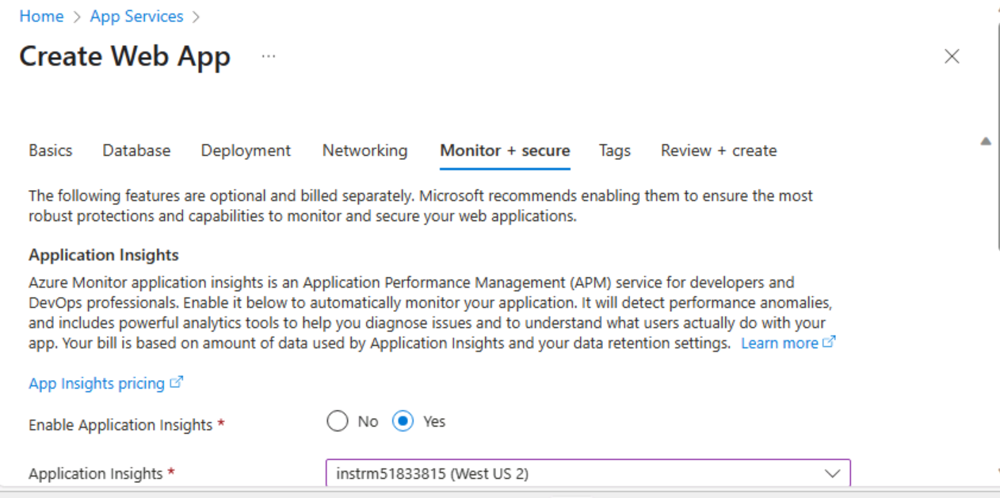 Home > App Services >
Create Web App ...
Basics Database Deployment Networking Monitor + secure Tags Review + create
The following features are optional and billed separately. Microsoft recommends enabling them to ensure the most
robust protections and capabilities to monitor and secure your web applications.
Application Insights
Azure Monitor application insights is an Application Performance Management (APM) service for developers and
DevOps professionals. Enable it below to automatically monitor your application. It will detect performance anomalies,
and includes powerful analytics tools to help you diagnose issues and to understand what users actually do with your
app. Your bill is based on amount of data used by Application Insights and your data retention settings. Learn more
App Insights pricing
Enable Application Insights * No Yes
Application Insights * instrm51833815 (West US 2)